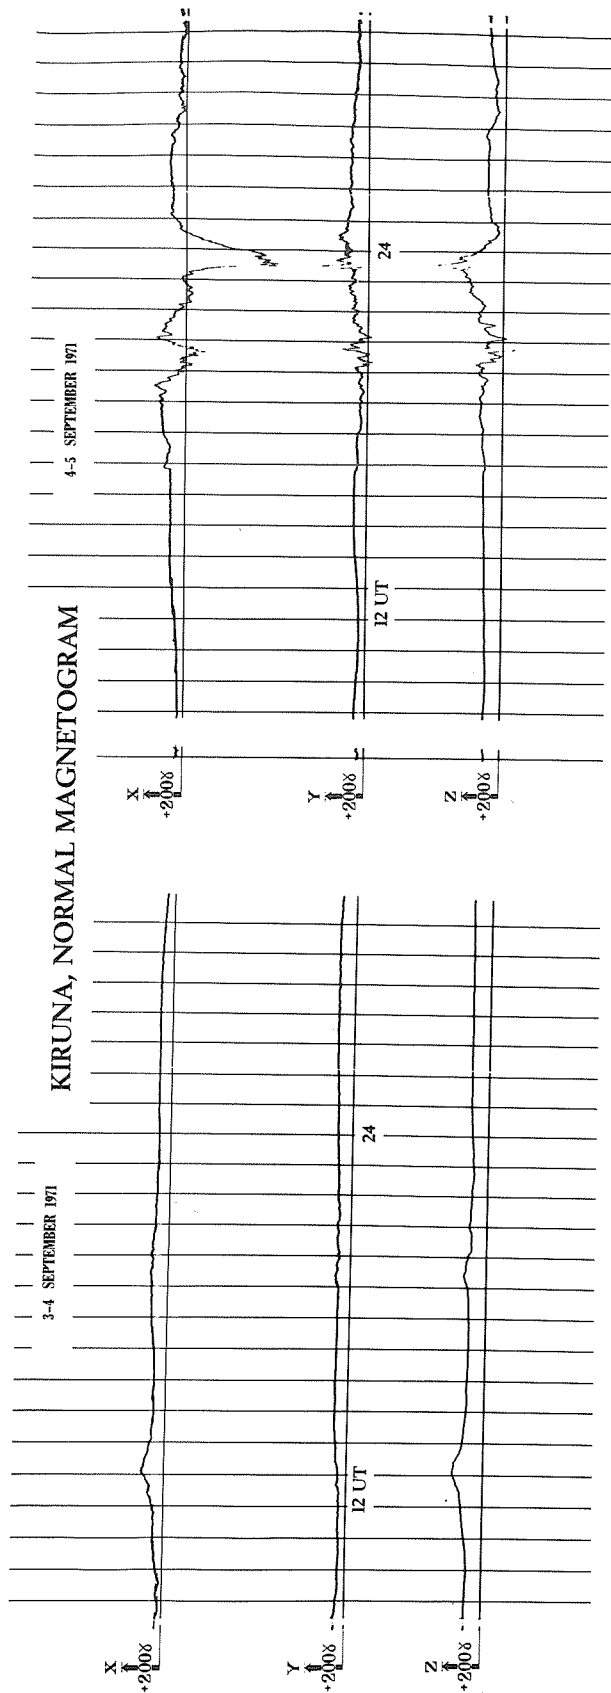 KIRUNA, NORMAL MAGNETOGRAM
3-4 SEPTEMBER 1971
X
+200γ
Y
+200γ
12 UT
24
Z
+200γ
4-5 SEPTEMBER 1971
X
+200γ
Y
+200γ
12 UT
24
Z
+200γ